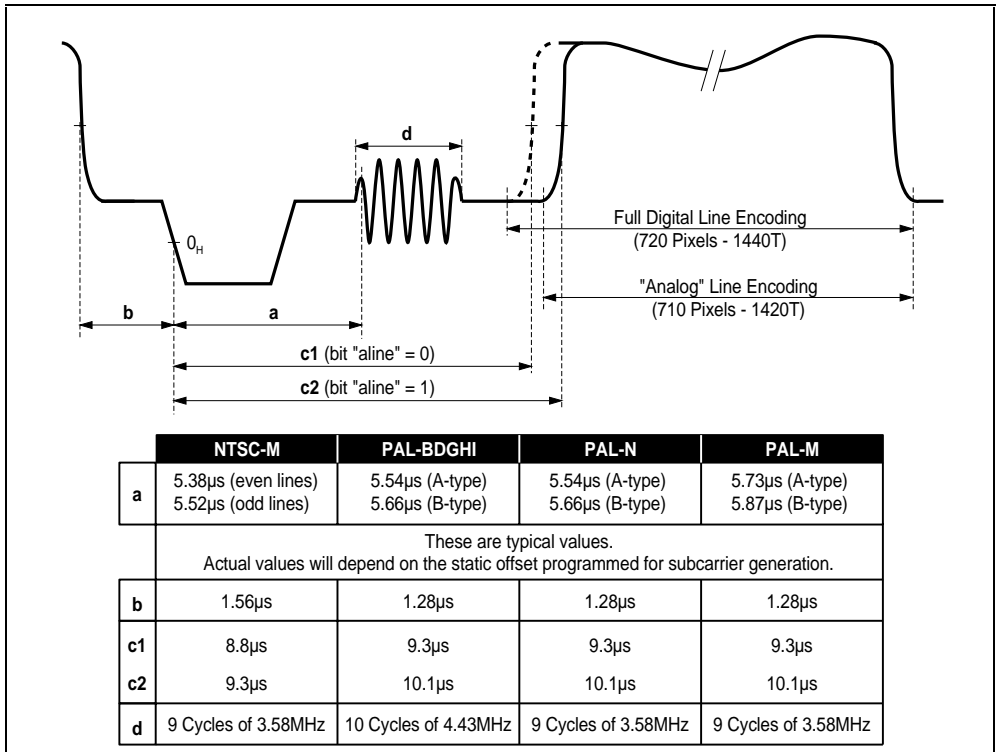 d
0H
Full Digital Line Encoding
(720 Pixels - 1440T)
"Analog" Line Encoding
(710 Pixels - 1420T)
b
a
c1 (bit "aline" = 0)
c2 (bit "aline" = 1)
NTSC-M PAL-BDGHI PAL-N PAL-M
a
5.38µs (even lines) 5.54µs (A-type) 5.54µs (A-type) 5.73µs (A-type)
5.52µs (odd lines) 5.66µs (B-type) 5.66µs (B-type) 5.87µs (B-type)
These are typical values.
Actual values will depend on the static offset programmed for subcarrier generation.
b 1.56µs 1.28µs 1.28µs 1.28µs
c1 8.8µs 9.3µs 9.3µs 9.3µs
c2 9.3µs 10.1µs 10.1µs 10.1µs
d 9 Cycles of 3.58MHz 10 Cycles of 4.43MHz 9 Cycles of 3.58MHz 9 Cycles of 3.58MHz